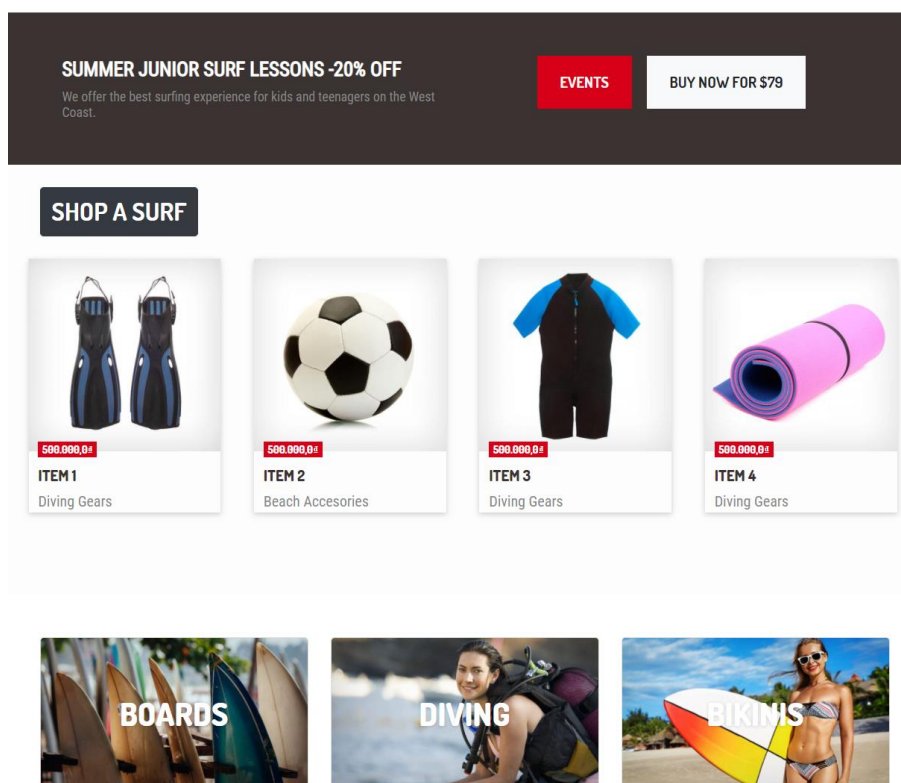 SUMMER JUNIOR SURF LESSONS -20% OFF
We offer the best surfing experience for kids and teenagers on the West
Coast.
EVENTS
BUY NOW FOR $79
SHOP A SURF
500.000,0₫
ITEM 1
Diving Gears
500.000,0₫
ITEM 2
Beach Accesories
500.000,0₫
ITEM 3
Diving Gears
500.000,0₫
ITEM 4
Diving Gears
BOARDS
DIVING
BIKINIS